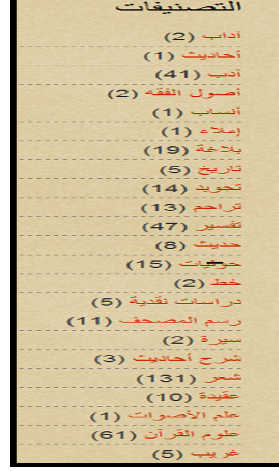 التصنيفات
آداب (2)
أحاديث (1)
أدب (41)
أصول الفقه (2)
أنساب (1)
إملاء (1)
بلاغة (19)
تاريخ (5)
تجويد (14)
تراجم (13)
تفسير (47)
حديث (8)
(15)
خط (2)
دراسات نقدية (5)
رسم المصحف (11)
سيرة (2)
شرح أحاديث (3)
شعر (131)
عقيدة (10)
علم الأصوات (1)
علوم القرآن (61)
غريب (5)